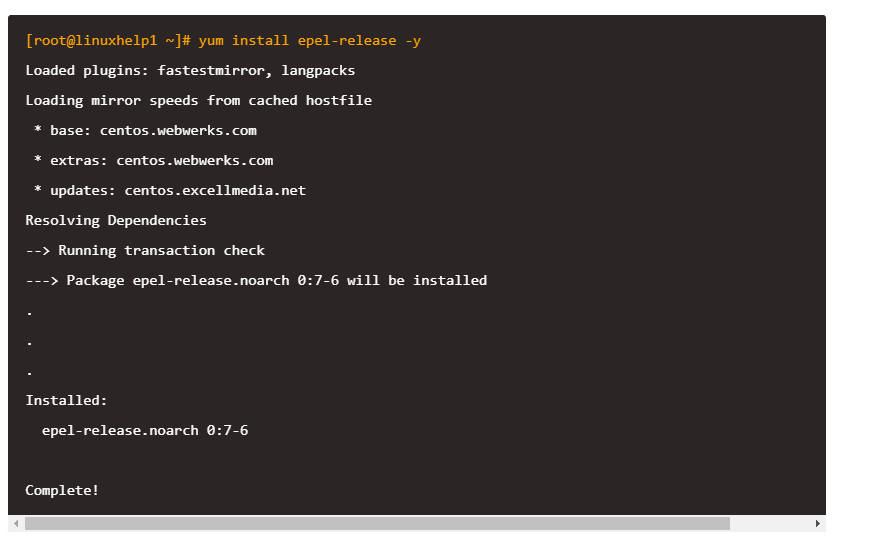 [root@linuxhelp1 ~]# yum install epel-release -y
Loaded plugins: fastestmirror, langpacks
Loading mirror speeds from cached hostfile
 * base: centos.webwerks.com
 * extras: centos.webwerks.com
 * updates: centos.excellmedia.net
Resolving Dependencies
--> Running transaction check
---> Package epel-release.noarch 0:7-6 will be installed
.
.
.
Installed:
  epel-release.noarch 0:7-6
Complete!